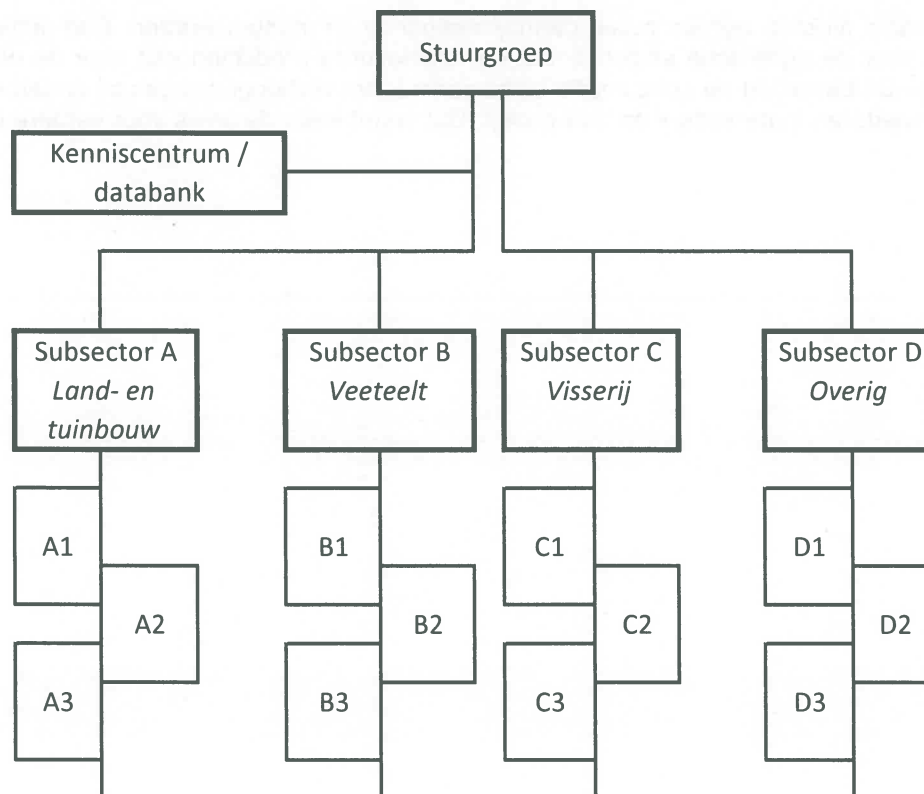 Stuurgroep
Kenniscentrum /
databank
Subsector A
Land- en
tuinbouw
Subsector B
Veeteelt
Subsector C
Visserij
Subsector D
Overig
A1
A2
A3
B1
B2
B3
C1
C2
C3
D1
D2
D3